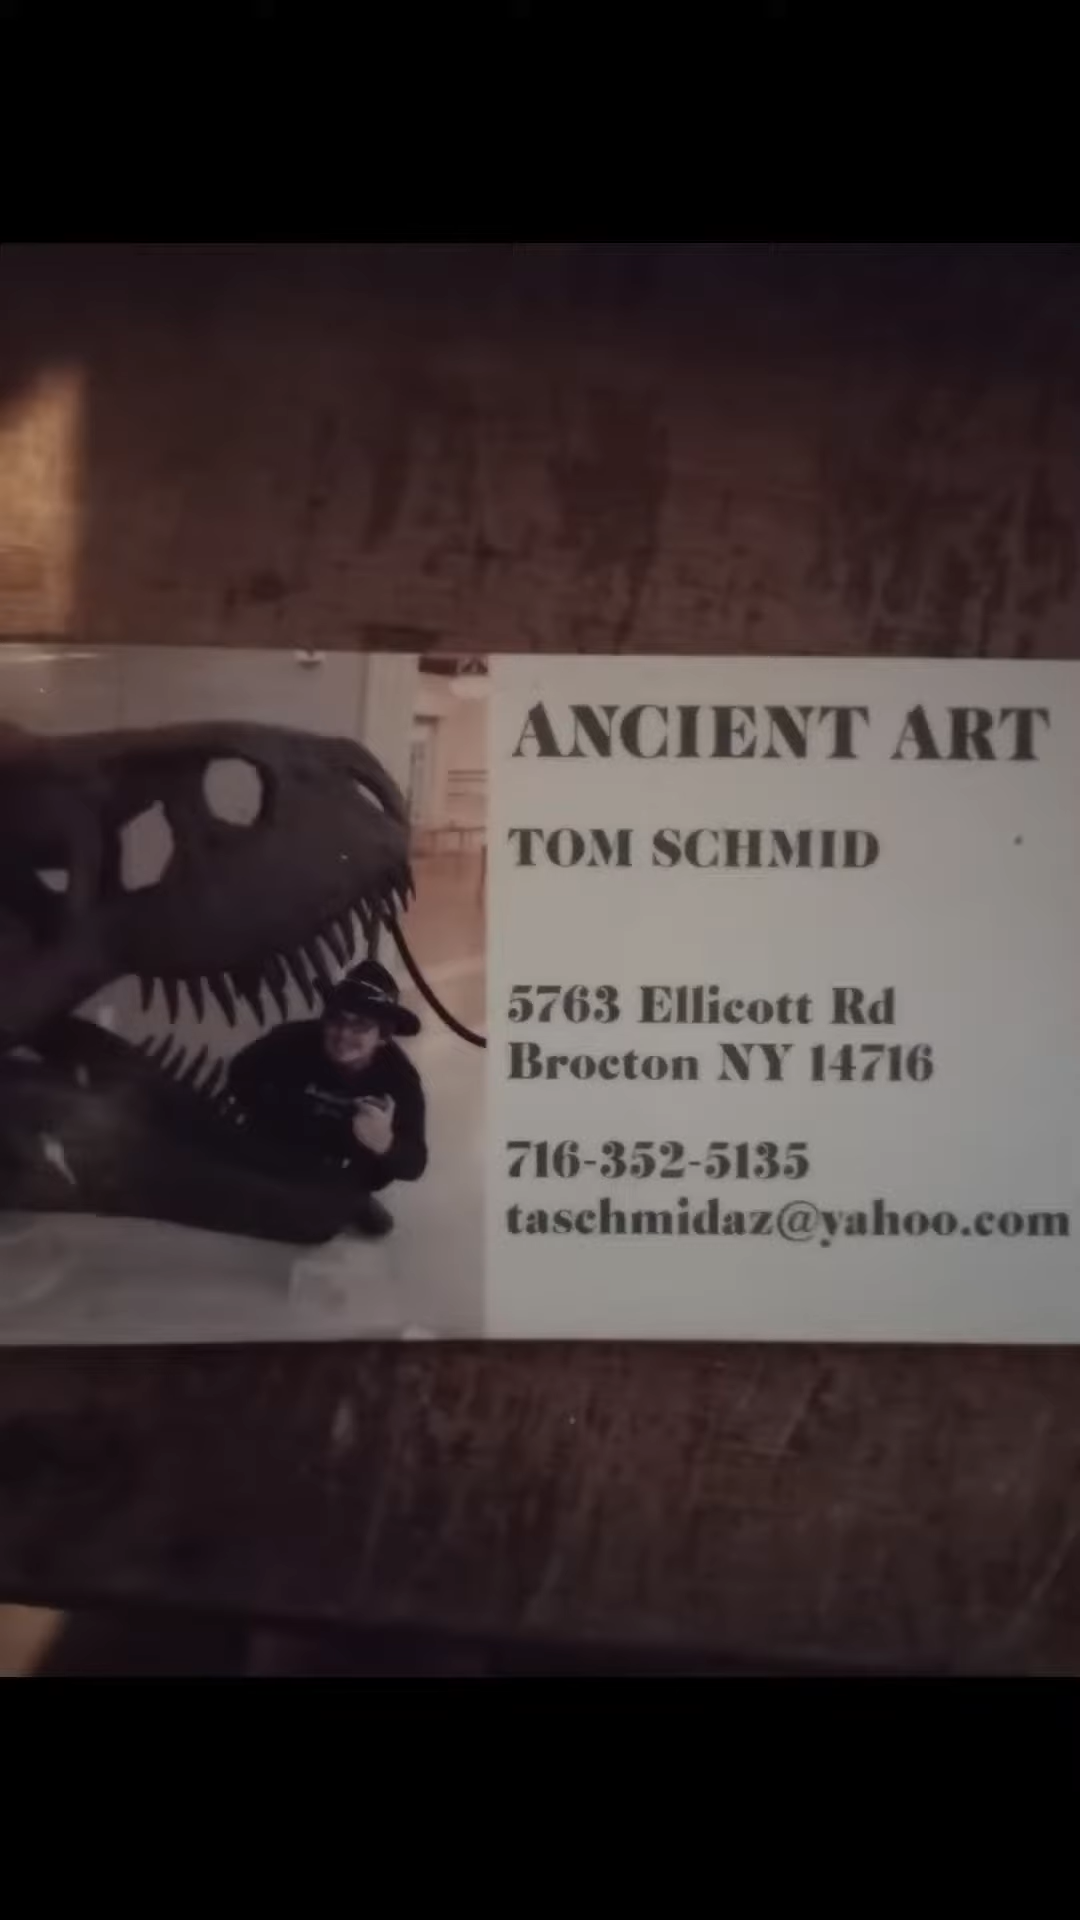 ANCIENT ART
TOM SCHMID
5763 Ellicott Rd
Brocton NY 14716
716-352-5135
taschmidaz@yahoo.com